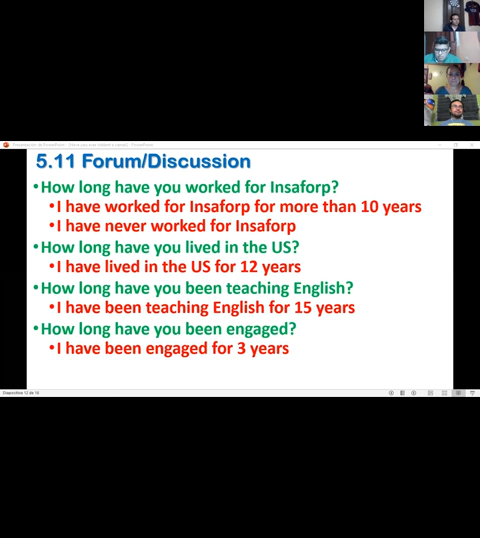 5.11 Forum/Discussion
•How long have you worked for Insaforp?
•I have worked for Insaforp for more than 10 years
•I have never worked for Insaforp
•How long have you lived in the US?
•I have lived in the US for 12 years
•How long have you been teaching English?
•I have been teaching English for 15 years
•How long have you been engaged?
•I have been engaged for 3 years